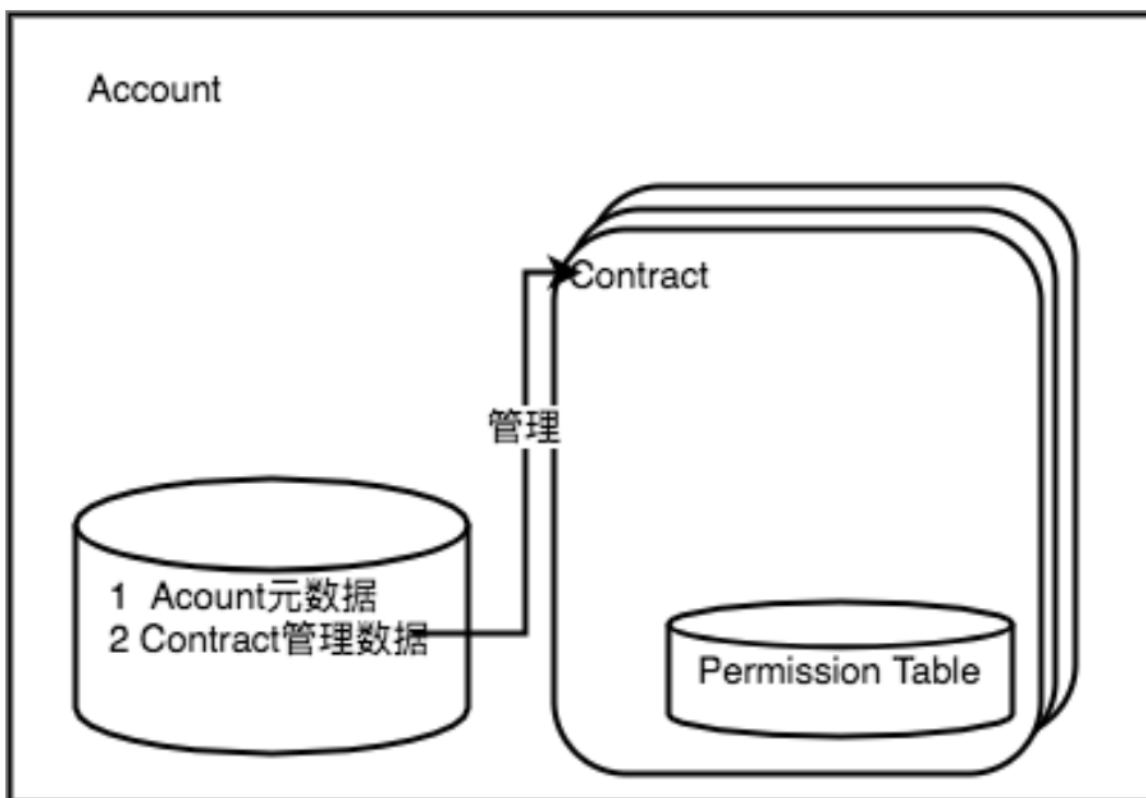 Account
Contract
管理
1 Acount元数据
2 Contract管理数据
Permission Table